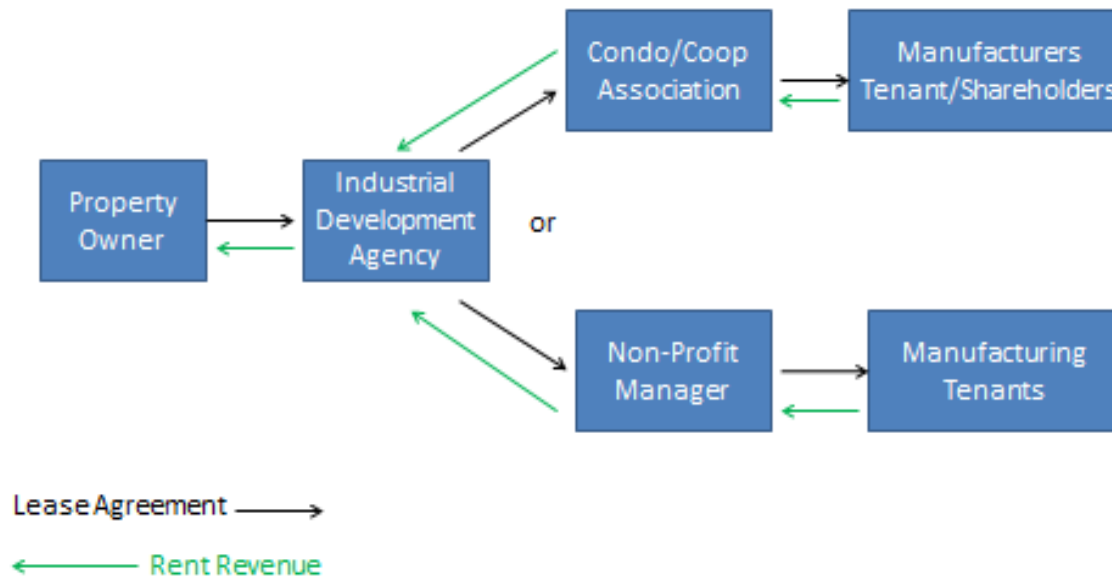 Condo/Coop
Association
Manufacturers
Tenant/Shareholders
Property
Owner
Industrial
Development
Agency
or
Non-Profit
Manager
Manufacturing
Tenants
Lease Agreement
Rent Revenue